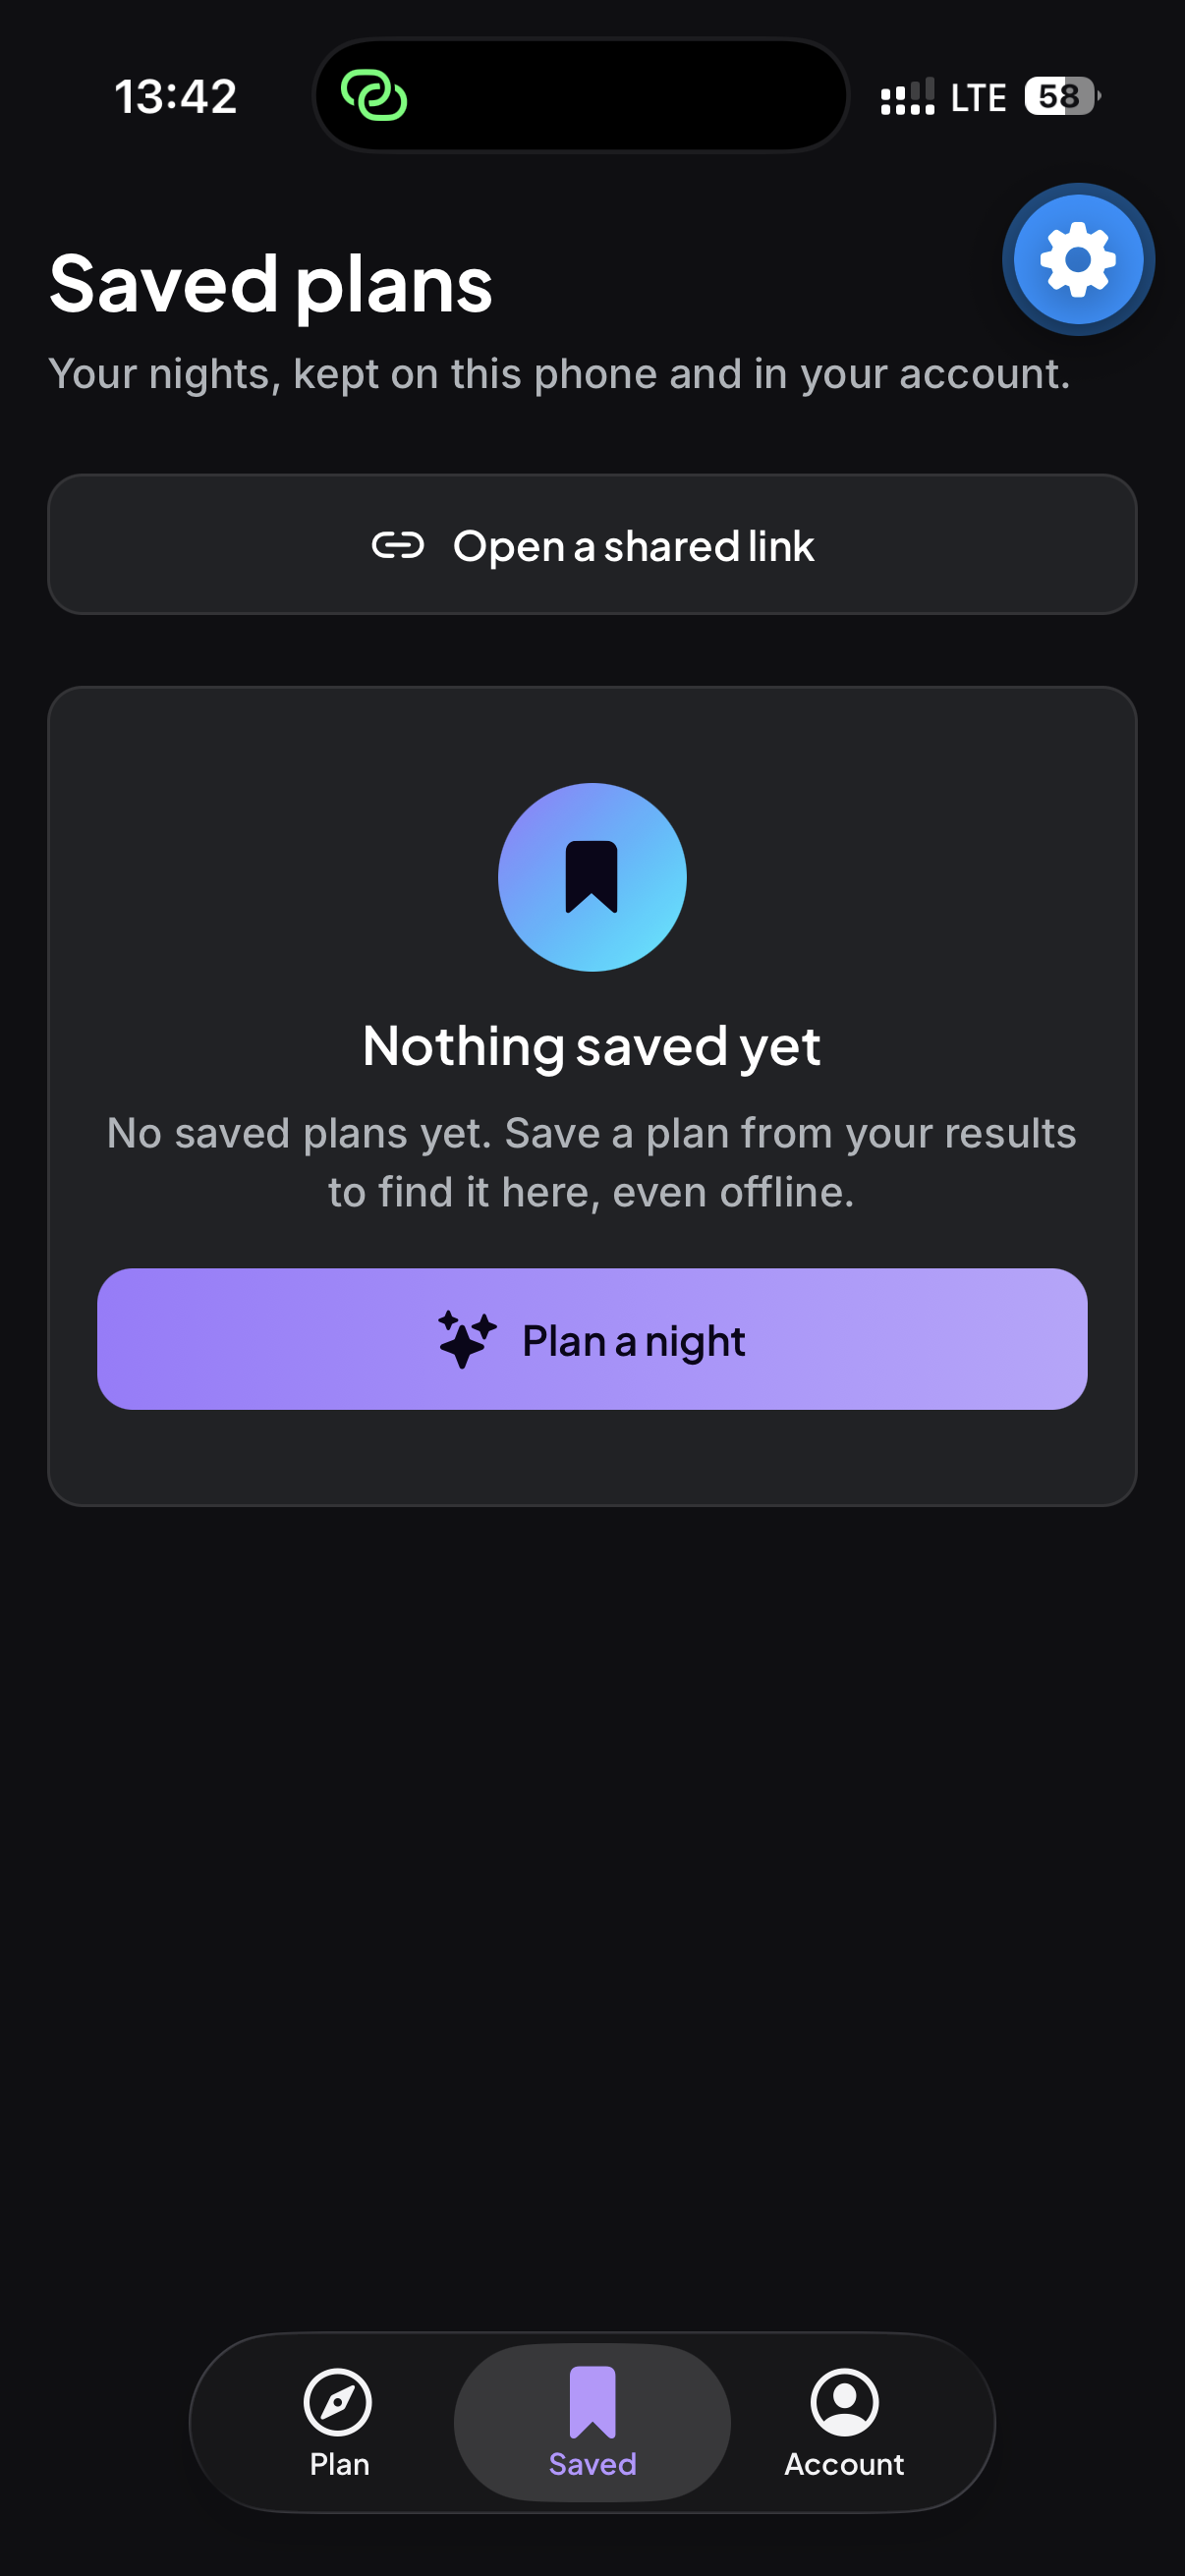 13:42
LTE
58
Saved plans
Your nights, kept on this phone and in your account.
Open a shared link
Nothing saved yet
No saved plans yet. Save a plan from your results
to find it here, even offline.
Plan a night
Plan
Saved
Account